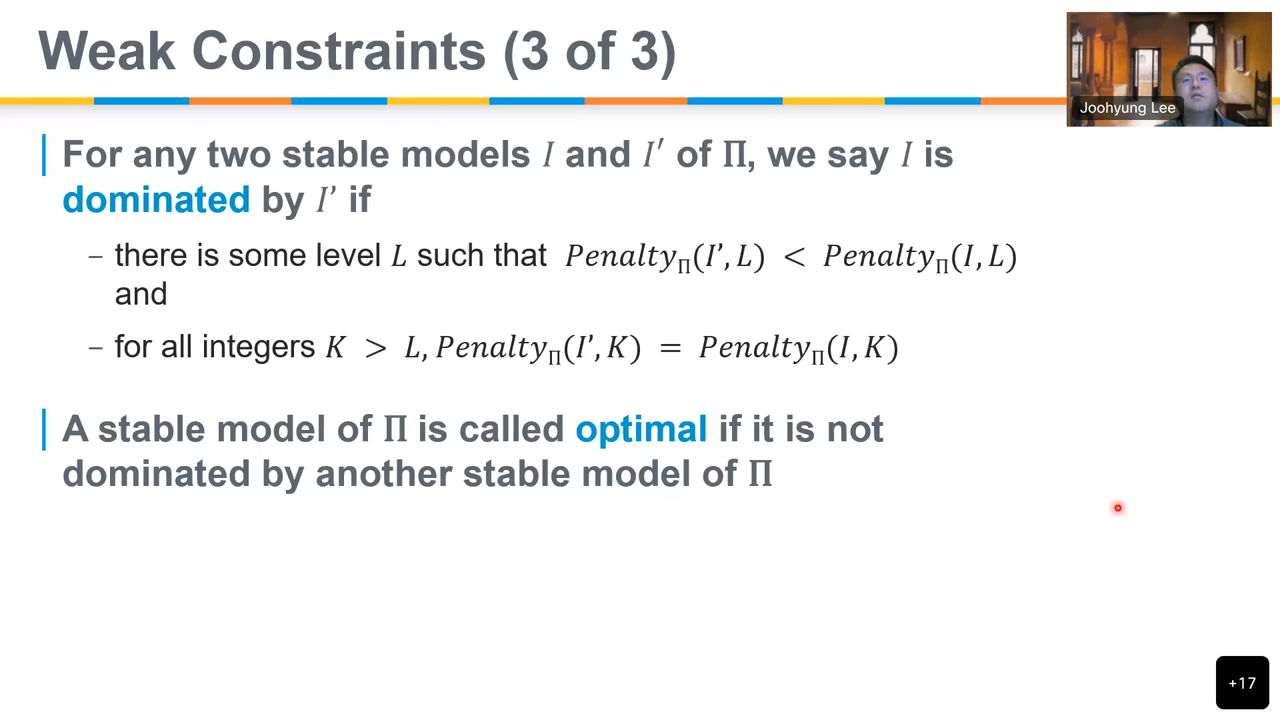 Weak Constraints (3 of 3)
Joohyung Lee
For any two stable models I and I′ of Π, we say I is
dominated by I’ if
– there is some level L such that Penalty_Π(I’, L) < Penalty_Π(I, L)
and
– for all integers K > L, Penalty_Π(I’, K) = Penalty_Π(I, K)
A stable model of Π is called optimal if it is not
dominated by another stable model of Π
+17